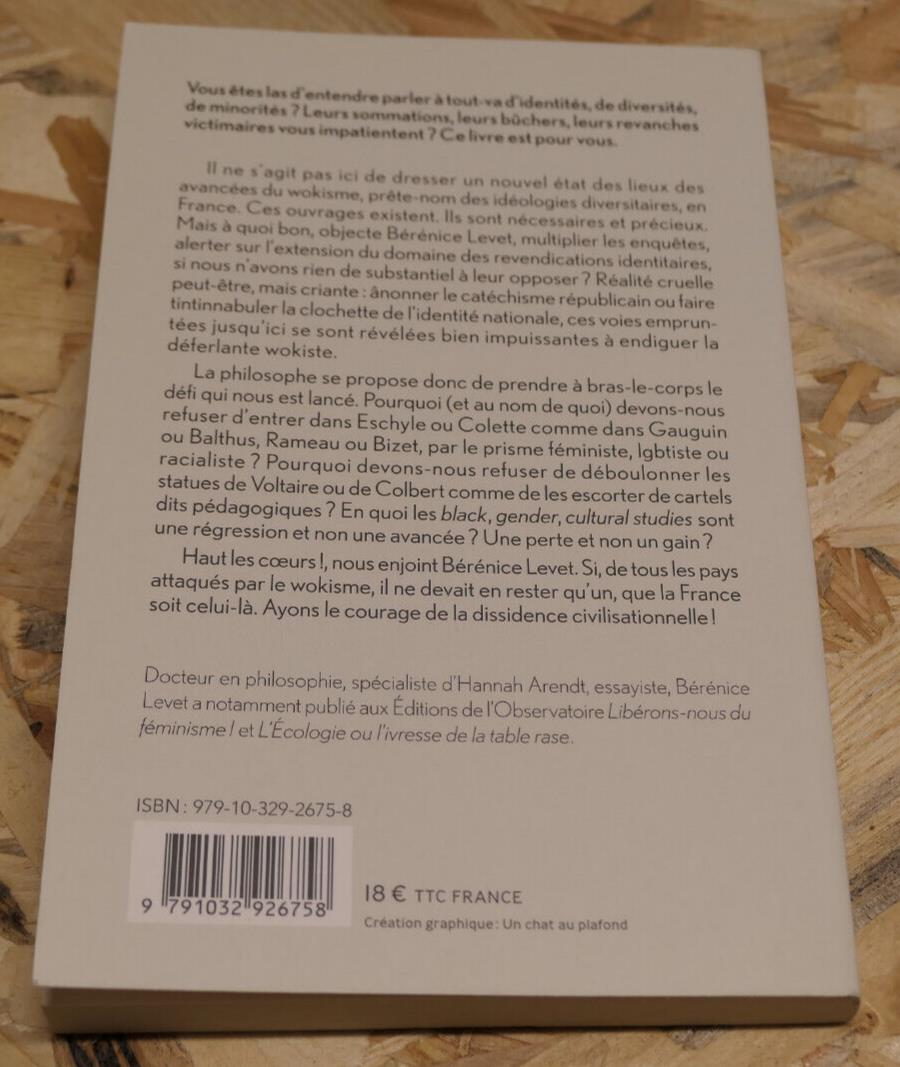 Vous êtes las d'entendre parler à tout-va d'identités, de diversités,
de minorités ? Leurs sommations, leurs bûchers, leurs revanches
victimaires vous impatientent ? Ce livre est pour vous.
Il ne s'agit pas ici de dresser un nouvel état des lieux des
avancées du wokisme, prête-nom des idéologies diversitaires, en
France. Ces ouvrages existent. Ils sont nécessaires et précieux.
Mais à quoi bon, objecte Bérénice Levet, multiplier les enquêtes,
alerter sur l'extension du domaine des revendications identitaires,
si nous n'avons rien de substantiel à leur opposer ? Réalité cruelle
peut-être, mais criante : ânonner le catéchisme républicain ou faire
tintinnabuler la clochette de l'identité nationale, ces voies emprun-
tées jusqu'ici se sont révélées bien impuissantes à endiguer la
déferlante wokiste.
La philosophe se propose donc de prendre à bras-le-corps le
défi qui nous est lancé. Pourquoi (et au nom de quoi) devons-nous
refuser d'entrer dans Eschyle ou Colette comme dans Gauguin
ou Balthus, Rameau ou Bizet, par le prisme féministe, lgbtiste ou
racialiste ? Pourquoi devons-nous refuser de déboulonner les
statues de Voltaire ou de Colbert comme de les escorter de cartels
dits pédagogiques ? En quoi les black, gender, cultural studies sont
une régression et non une avancée ? Une perte et non un gain ?
Haut les cœurs !, nous enjoint Bérénice Levet. Si, de tous les pays
attaqués par le wokisme, il ne devait en rester qu'un, que la France
soit celui-là. Ayons le courage de la dissidence civilisationnelle !
Docteur en philosophie, spécialiste d'Hannah Arendt, essayiste, Bérénice
Levet a notamment publié aux Éditions de l'Observatoire Libérons-nous du
féminisme ! et L'Écologie ou l'ivresse de la table rase.
ISBN : 979-10-329-2675-8
9 791032 926758
18 € TTC FRANCE
Création graphique : Un chat au plafond